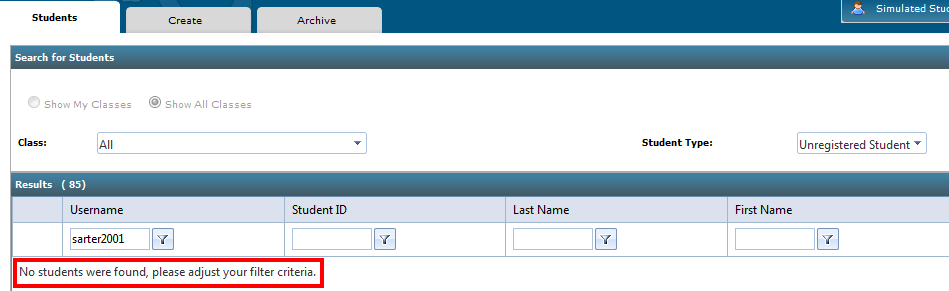 Students Create Archive Simulated Stu
Search for Students
Show My Classes Show All Classes
Class: All Student Type: Unregistered Student
Results ( 85)
Username Student ID Last Name First Name
sarter2001
No students were found, please adjust your filter criteria.